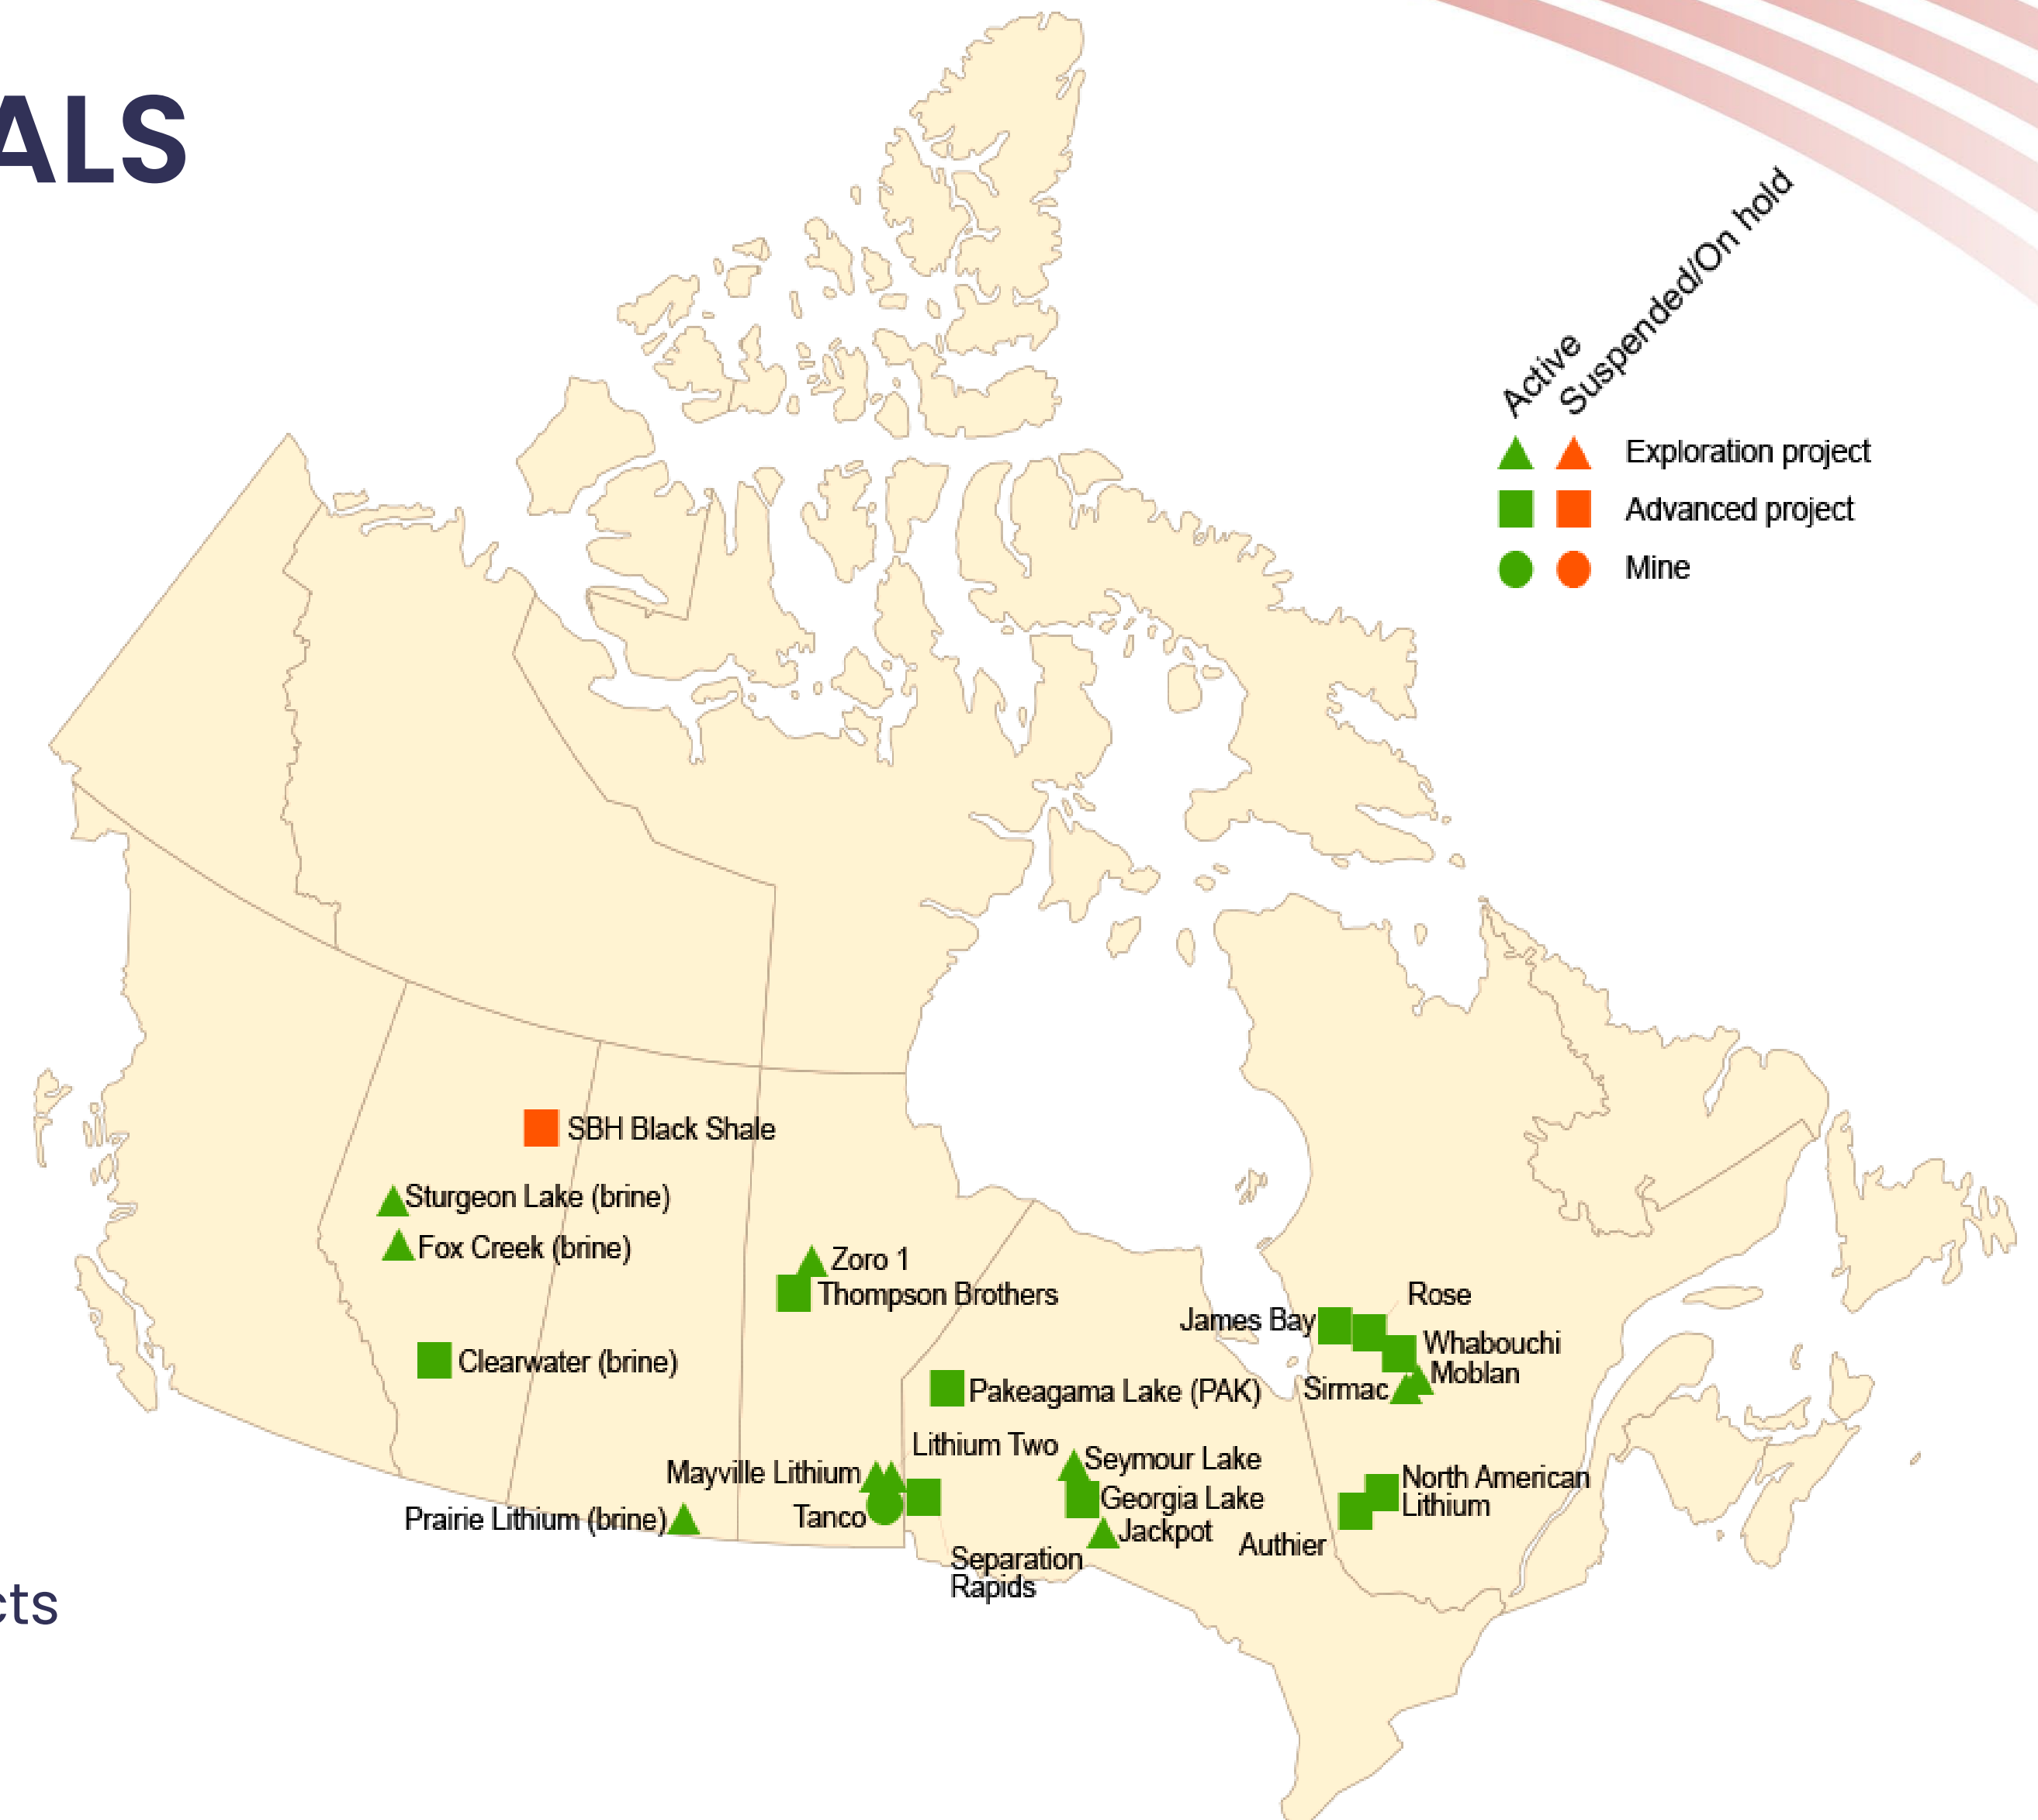 ALS
Active
Suspended/On hold
Exploration project
Advanced project
Mine
SBH Black Shale
Sturgeon Lake (brine)
Fox Creek (brine)
Zoro 1
Thompson Brothers
Rose
James Bay
Whabouchi
Clearwater (brine)
Moblan
Sirmac
Pakeagama Lake (PAK)
Lithium Two
Seymour Lake
Mayville Lithium
North American
Lithium
Georgia Lake
Tanco
Prairie Lithium (brine)
Jackpot
Authier
Separation
Rapids
cts